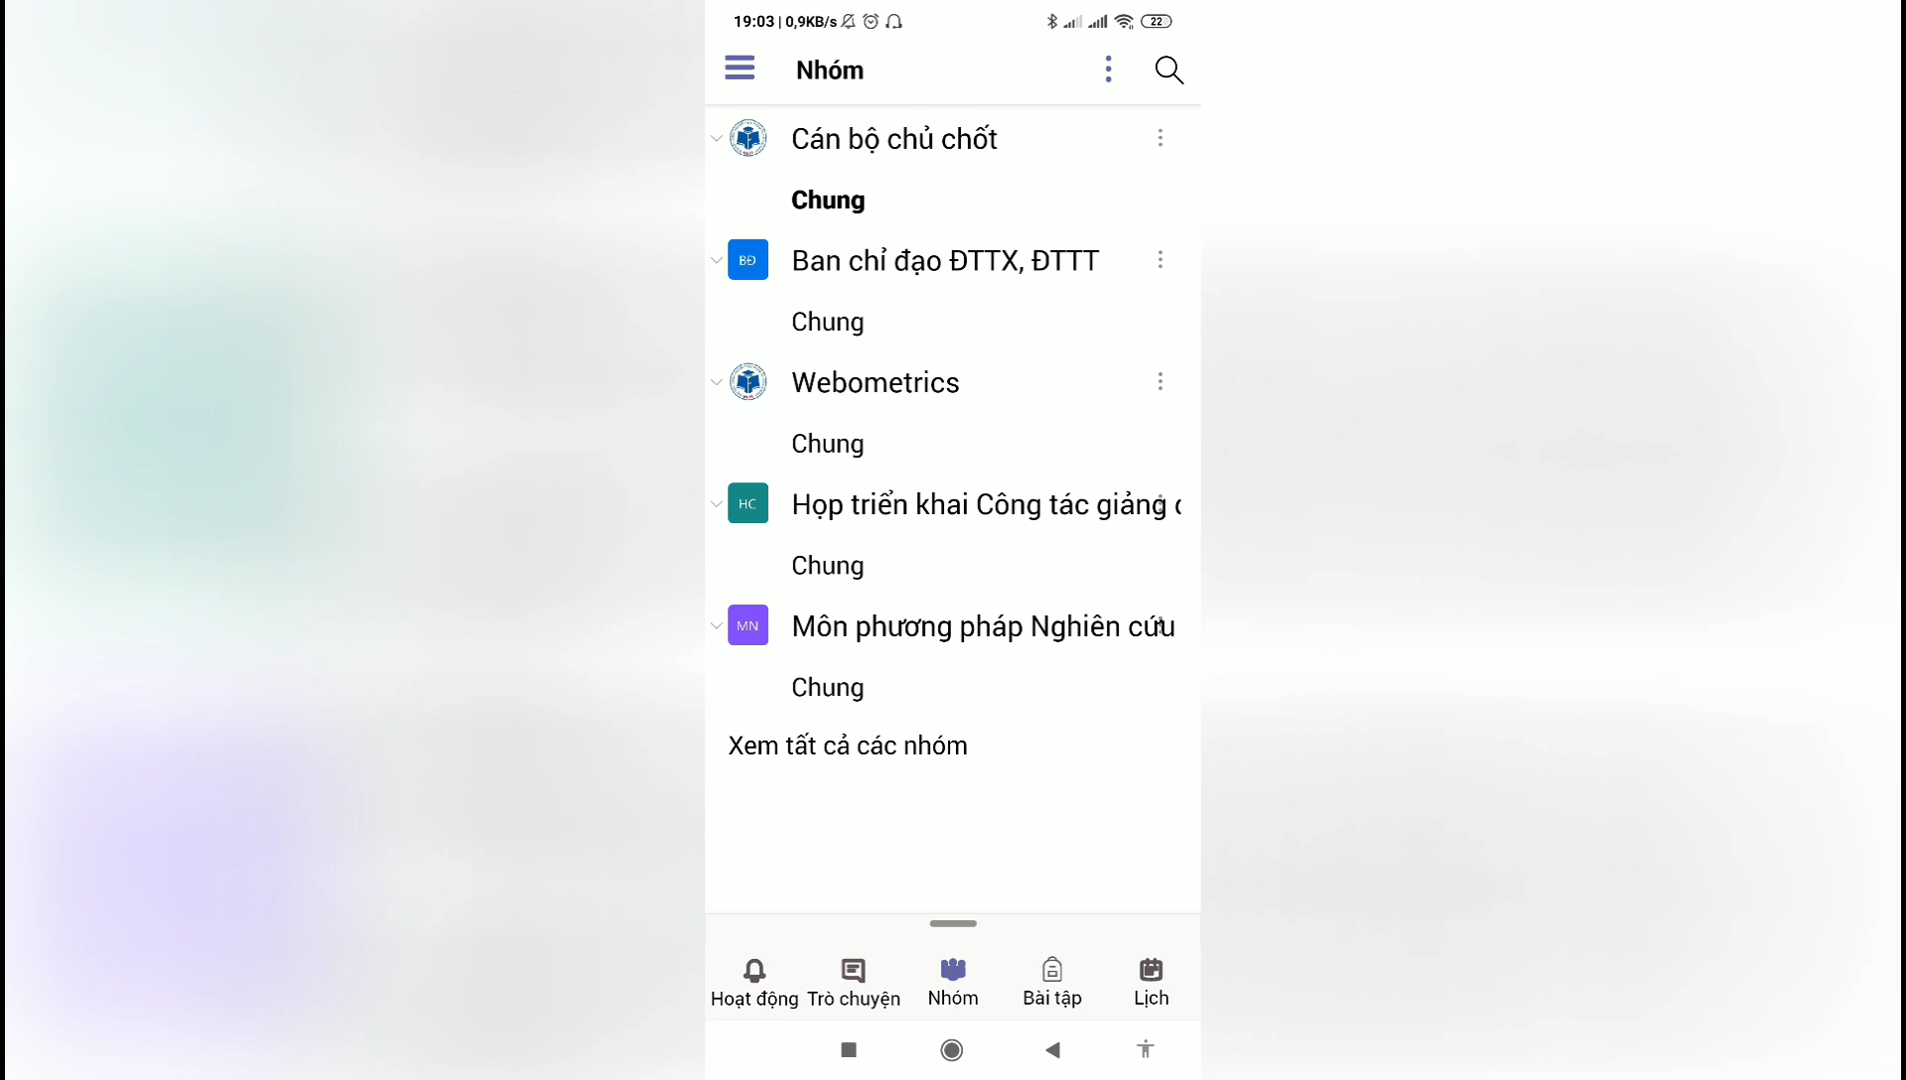 19:03 | 0,9KB/s 22
Nhóm
Cán bộ chủ chốt
Chung
BĐ Ban chỉ đạo ĐTTX, ĐTTT
Chung
Webometrics
Chung
HC Họp triển khai Công tác giảng
Chung
MN Môn phương pháp Nghiên cứu
Chung
Xem tất cả các nhóm
Hoạt động Trò chuyện Nhóm Bài tập Lịch